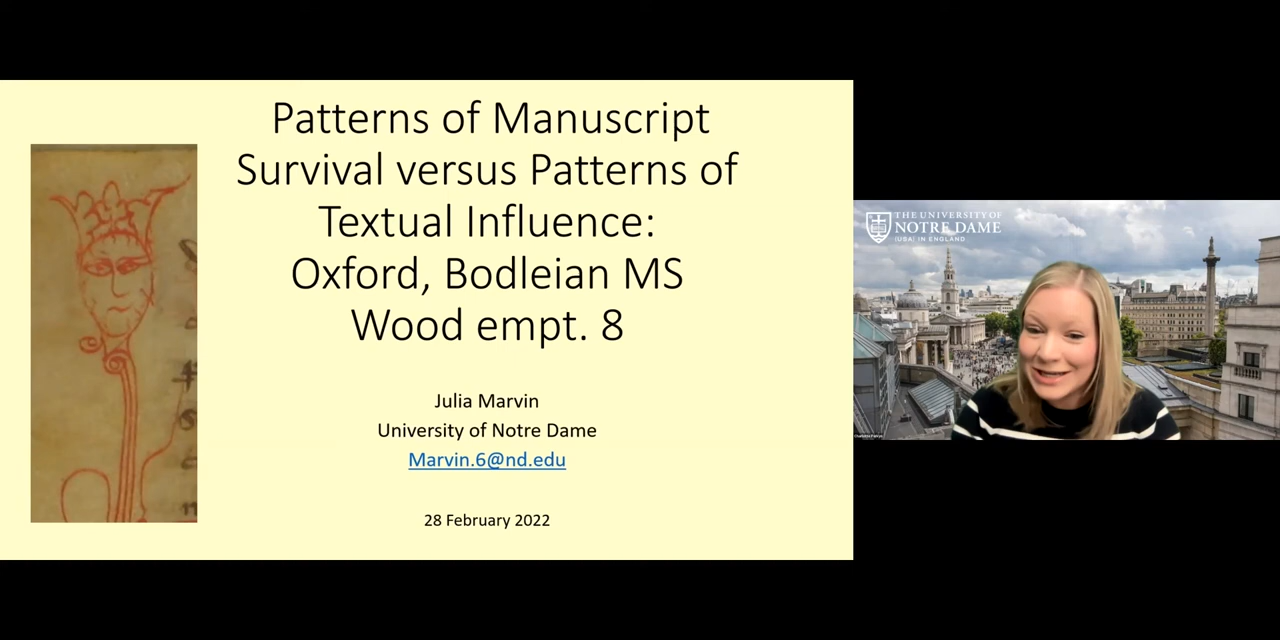 Patterns of Manuscript
Survival versus Patterns of
Textual Influence:
Oxford, Bodleian MS
Wood empt. 8
Julia Marvin
University of Notre Dame
Marvin.6@nd.edu
28 February 2022
THE UNIVERSITY OF
NOTRE DAME
(USA) IN ENGLAND